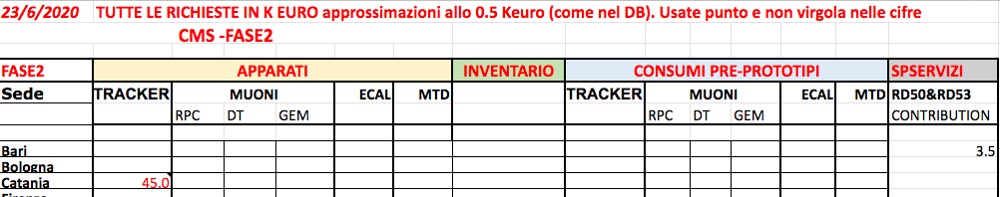 23/6/2020 TUTTE LE RICHIESTE IN K EURO approssimazioni allo 0.5 Keuro (come nel DB). Usate punto e non virgola nelle cifre
CMS -FASE2
FASE2 APPARATI INVENTARIO CONSUMI PRE-PROTOTIPI SPSERVIZI
Sede TRACKER MUONI ECAL MTD TRACKER MUONI ECAL MTD RD50&RD53
RPC DT GEM RPC DT GEM CONTRIBUTION
Bari 3.5
Bologna
Catania 45.0